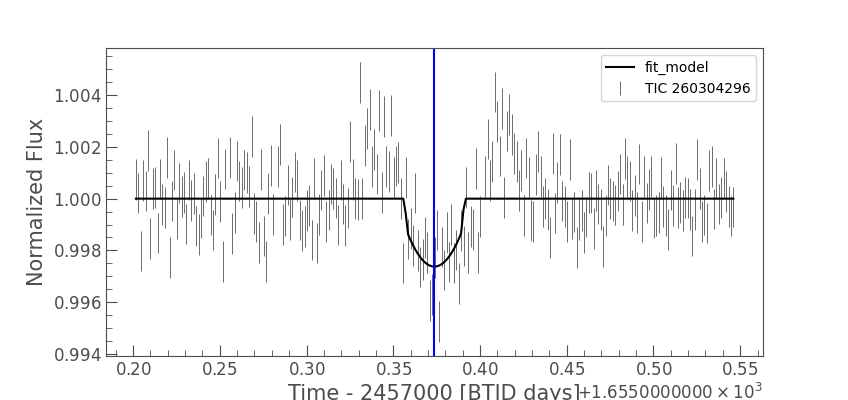 fit_model
TIC 260304296
Normalized Flux
1.004
1.002
1.000
0.998
0.996
0.994
0.20 0.25 0.30 0.35 0.40 0.45 0.50 0.55
Time - 2457000 [BTJD days]
+1.6550000000 × 10³